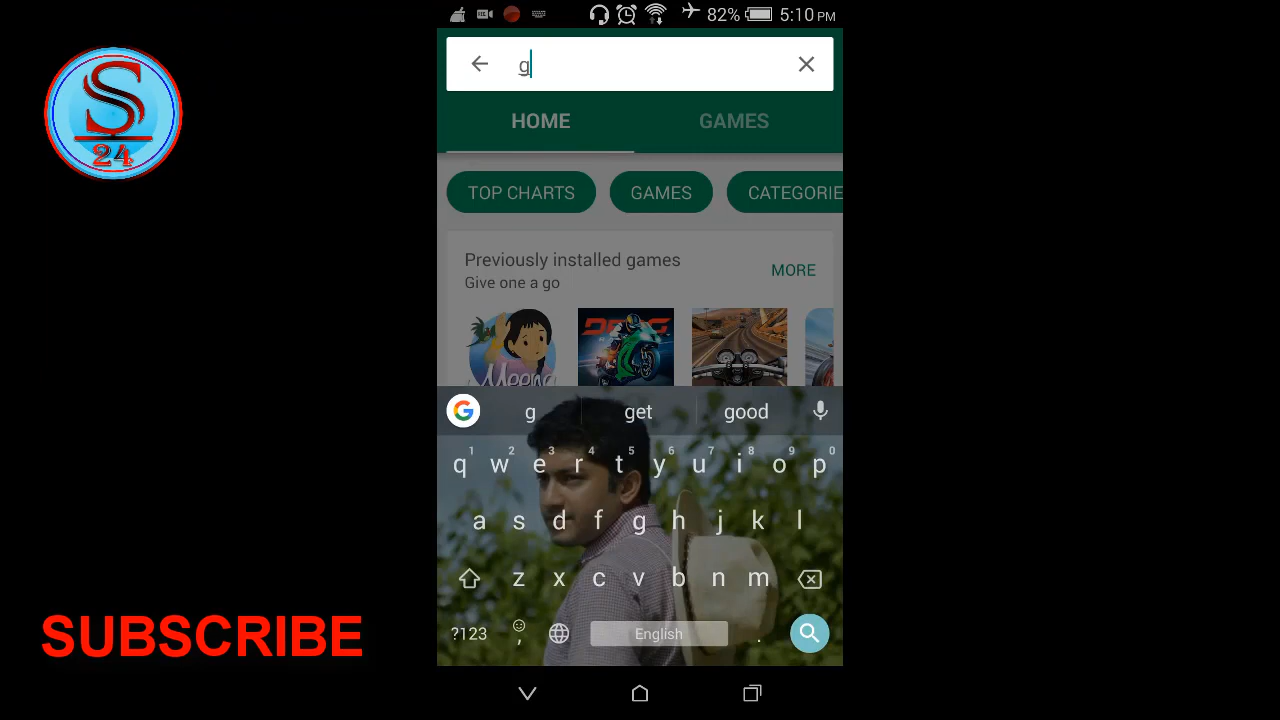 82% 5:10 PM
g
HOME GAMES
TOP CHARTS GAMES CATEGORIE
Previously installed games
Give one a go
MORE
Meena
S
24
g get good
1 2 3 4 5 6 7 8 9 0
q w e r t y u i o p
a s d f g h j k l
z x c v b n m
?123 , English .
SUBSCRIBE